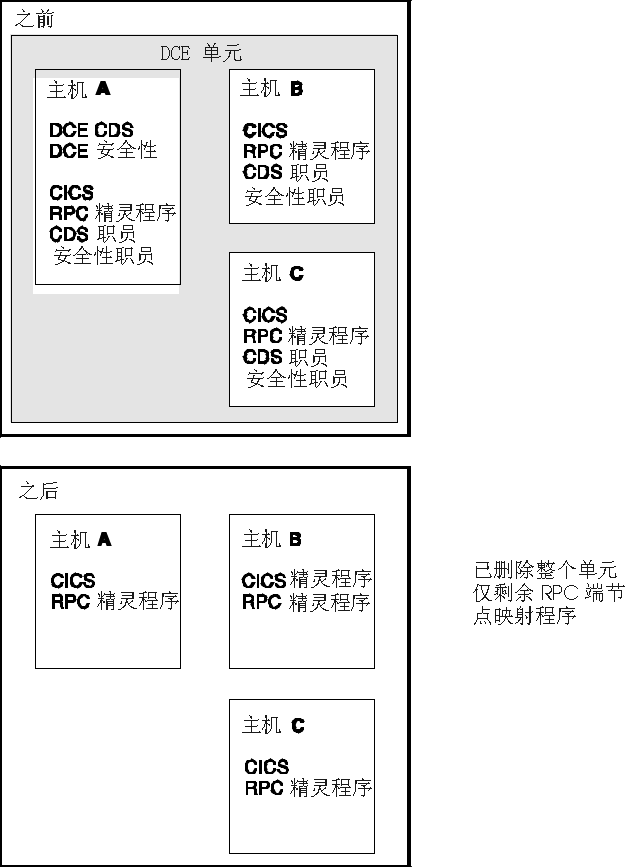 之前
DCE 单元
主机 A
DCE CDS
DCE 安全性
CICS
RPC 精灵程序
CDS 职员
安全性职员
主机 B
CICS
RPC 精灵程序
CDS 职员
安全性职员
主机 C
CICS
RPC 精灵程序
CDS 职员
安全性职员
之后
主机 A
CICS
RPC 精灵程序
主机 B
CICS 精灵程序
RPC 精灵程序
主机 C
CICS
RPC 精灵程序
已删除整个单元
仅剩余 RPC 端节
点映射程序